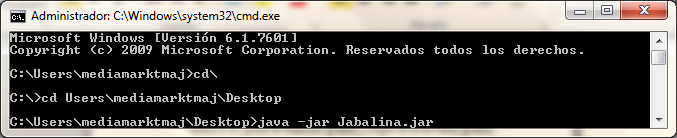 Administrador: C:\Windows\system32\cmd.exe
Microsoft Windows [Versión 6.1.7601]
Copyright (c) 2009 Microsoft Corporation. Reservados todos los derechos.
C:\Users\mediamarktmaj>cd\
C:\>cd Users\mediamarktmaj\Desktop
C:\Users\mediamarktmaj\Desktop>java -jar Jabalina.jar